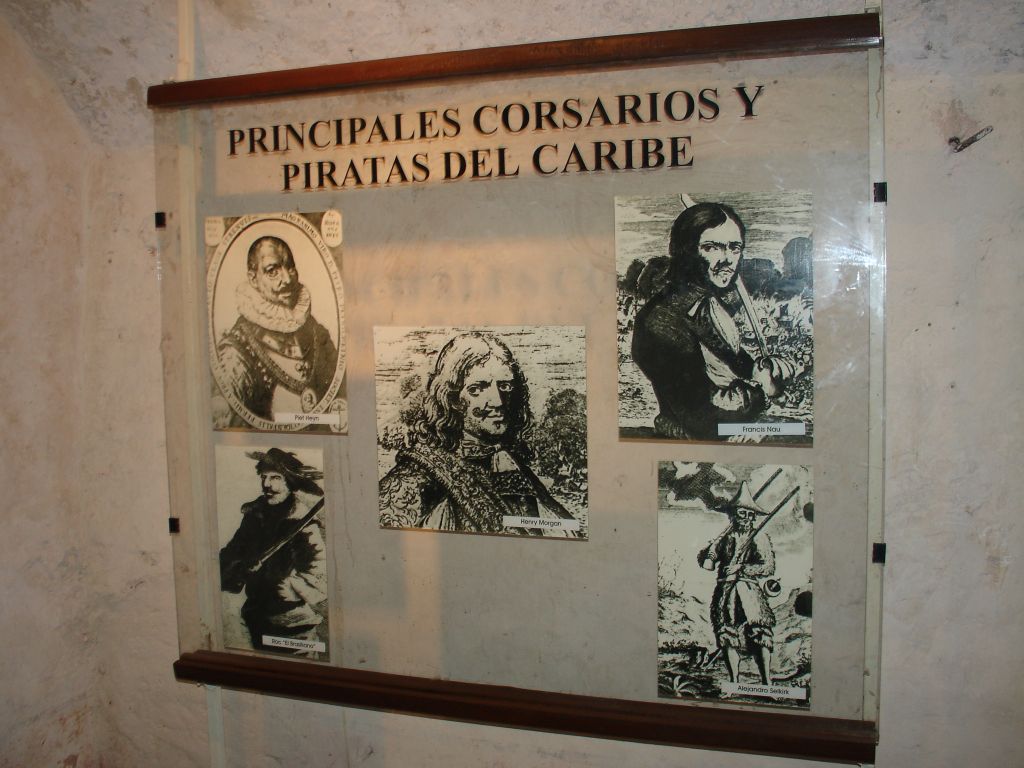 PRINCIPALES CORSARIOS Y
PIRATAS DEL CARIBE
Piet Heyn
Francis Nau
Henry Morgan
Roc "El Brasiliano"
Alejandro Selkirk